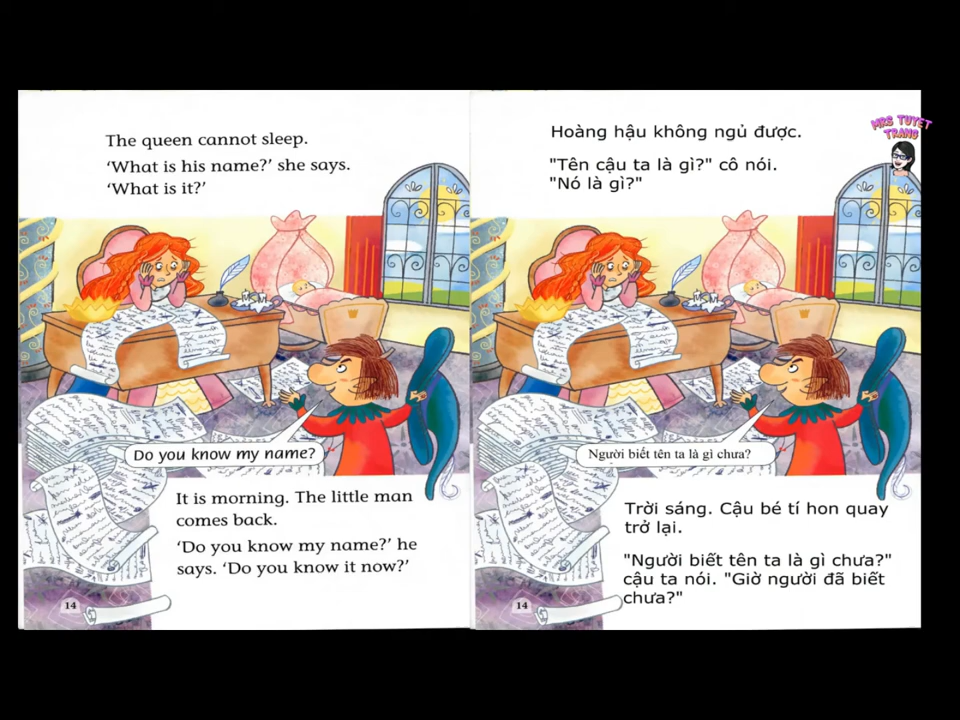 The queen cannot sleep.
‘What is his name?’ she says.
‘What is it?’
Do you know my name?
It is morning. The little man
comes back.
‘Do you know my name?’ he
says. ‘Do you know it now?’
14
Hoàng hậu không ngủ được.
"Tên cậu ta là gì?" cô nói.
"Nó là gì?"
MRS TUYET
TRANG
Người biết tên ta là gì chưa?
Trời sáng. Cậu bé tí hon quay
trở lại.
"Người biết tên ta là gì chưa?"
cậu ta nói. "Giờ người đã biết
chưa?"
14